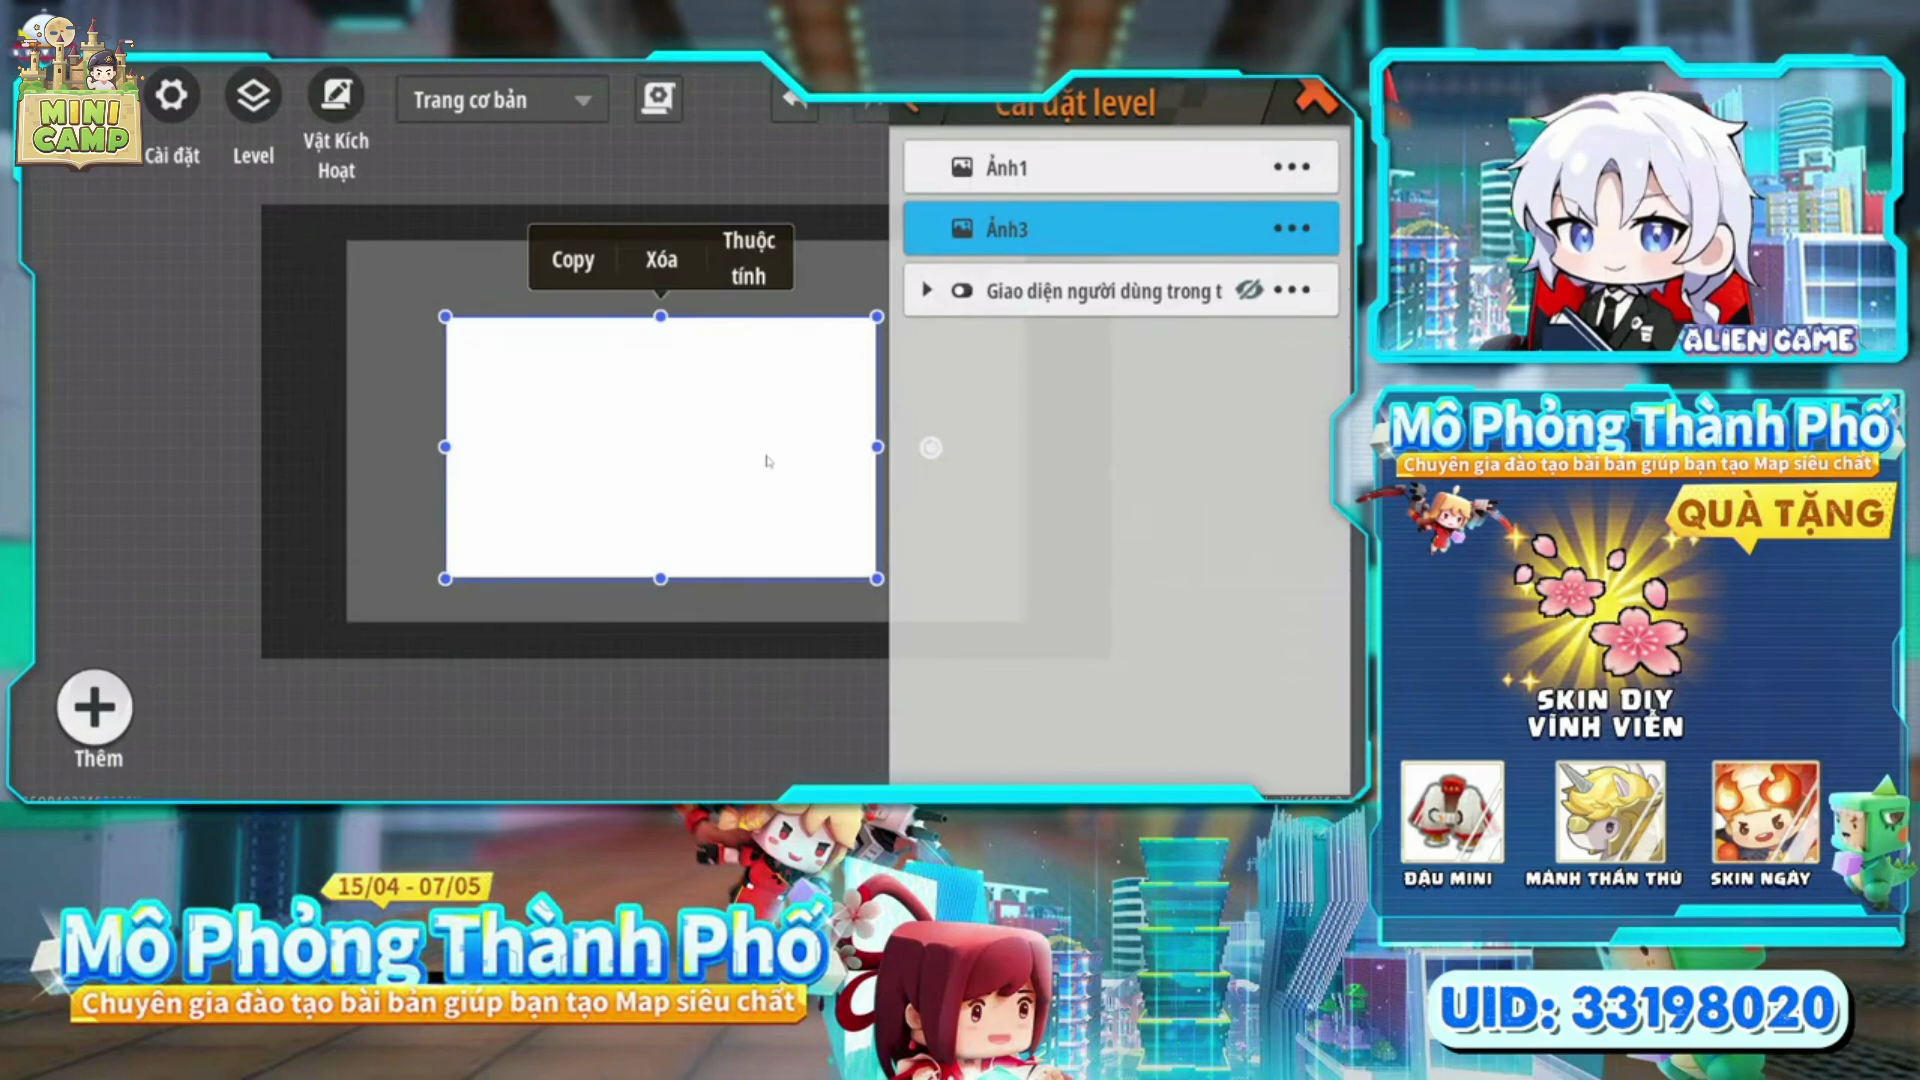 MINI
CAMP
Cài đặt
Level
Vật Kích
Hoạt
Trang cơ bản
Cài đặt level
Copy
Xóa
Thuộc
tính
Ảnh1
Ảnh3
Giao diện người dùng trong t
Thêm
ALIEN GAME
Mô Phỏng Thành Phố
Chuyên gia đào tạo bài bản giúp bạn tạo Map siêu chất
QUÀ TẶNG
SKIN DIY
VĨNH VIỄN
ĐẬU MINI
MẢNH THẦN THÚ
SKIN NGÀY
15/04 - 07/05
Mô Phỏng Thành Phố
Chuyên gia đào tạo bài bản giúp bạn tạo Map siêu chất
UID: 33198020